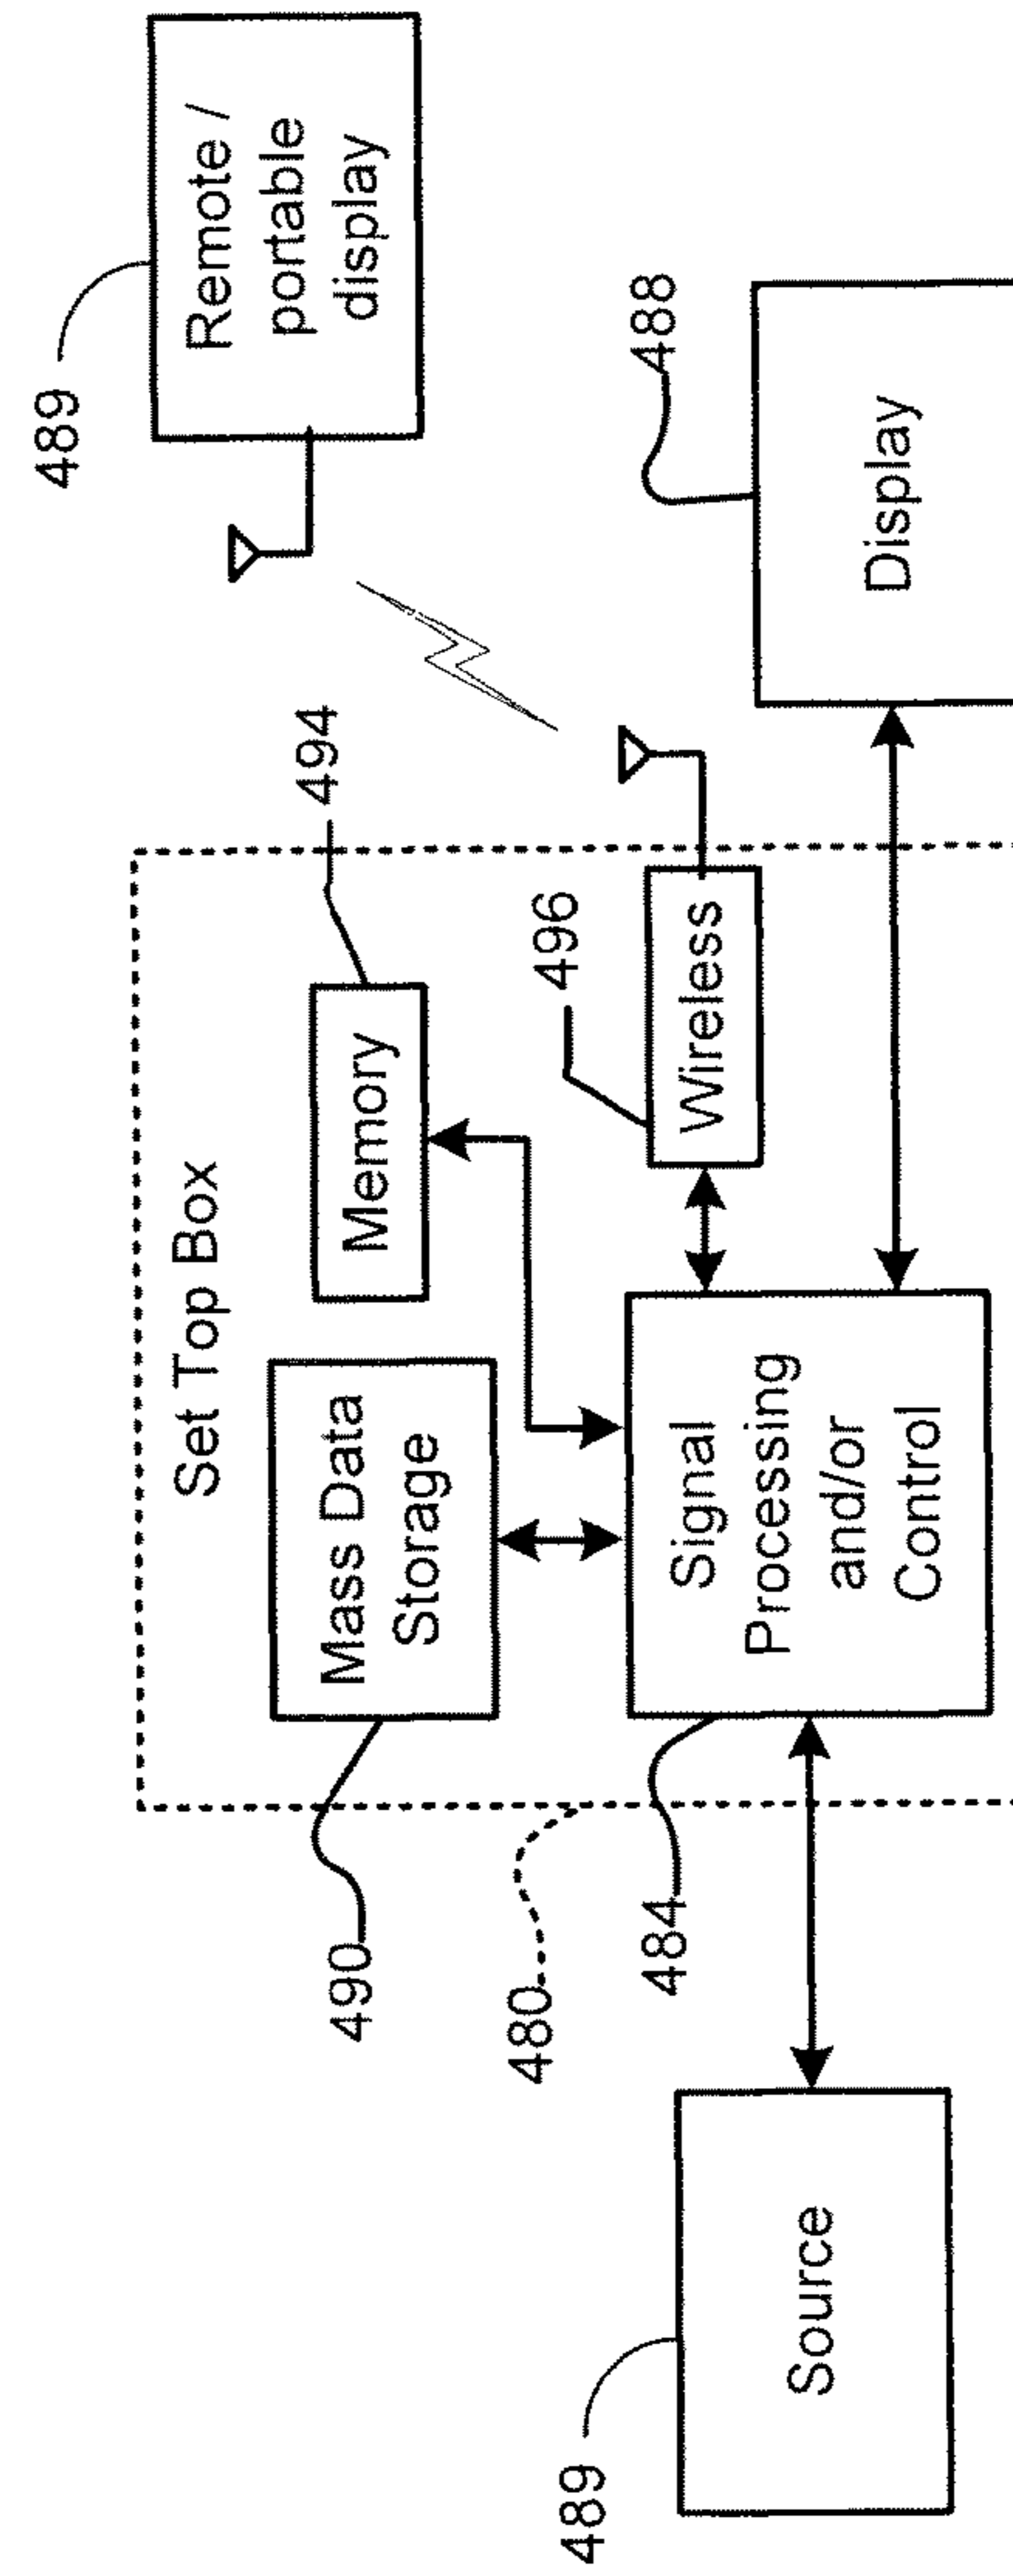 489
Remote /
portable
display
494
Set Top Box
Memory
490
Mass Data
Storage
496
Wireless
480
484
Signal
Processing
and/or
Control
488
Display
489
Source